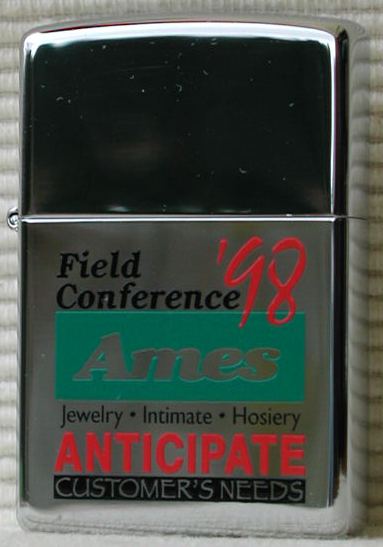 Field '98
Conference
Ames
Jewelry • Intimate • Hosiery
ANTICIPATE
CUSTOMER'S NEEDS